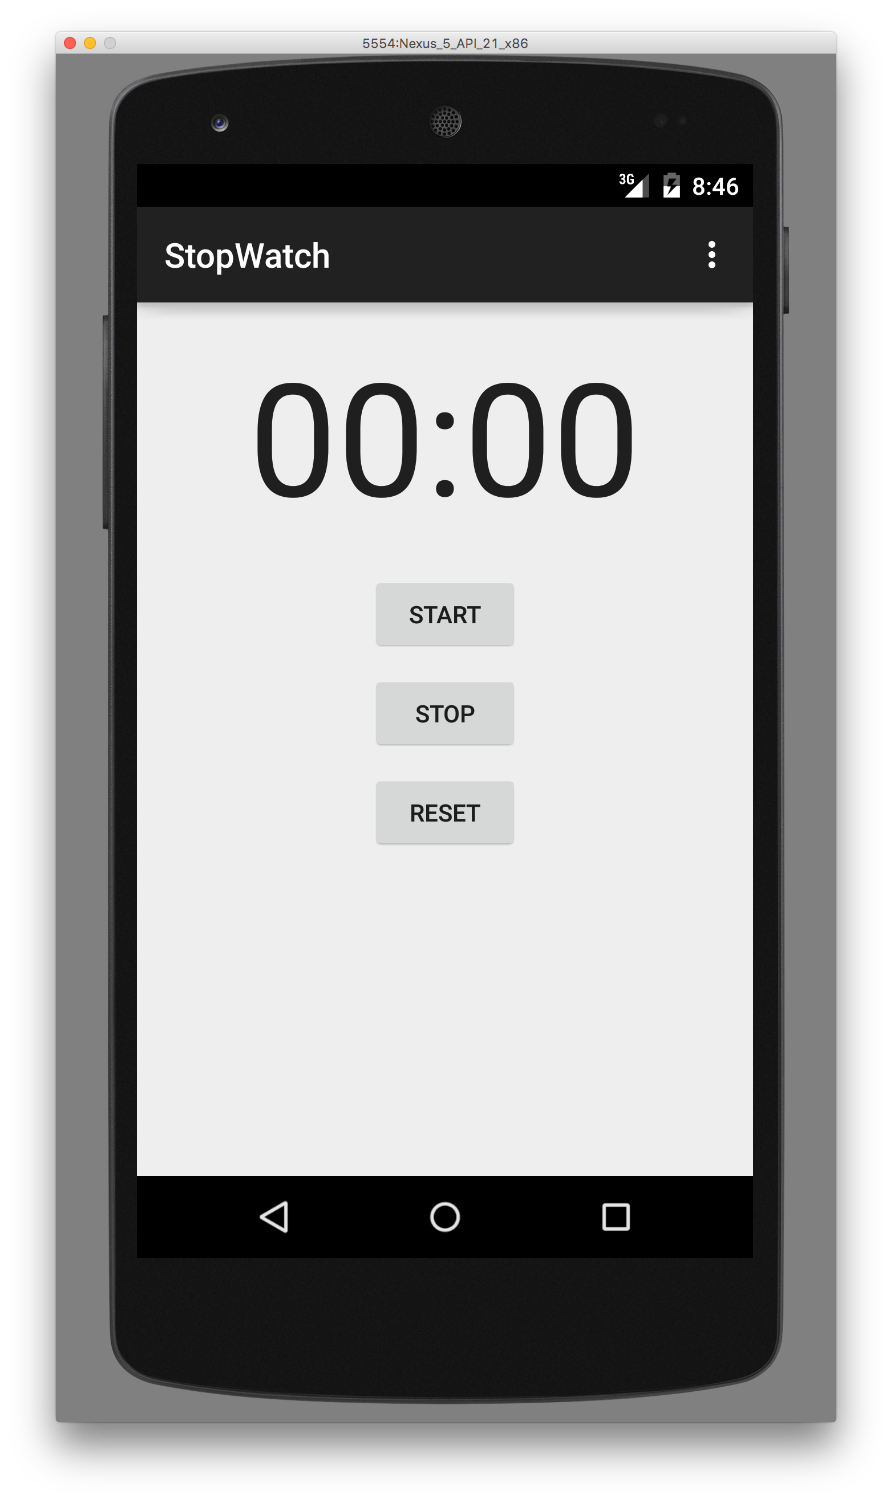 5554:Nexus_5_API_21_x86
3G 8:46
StopWatch
00:00
START
STOP
RESET